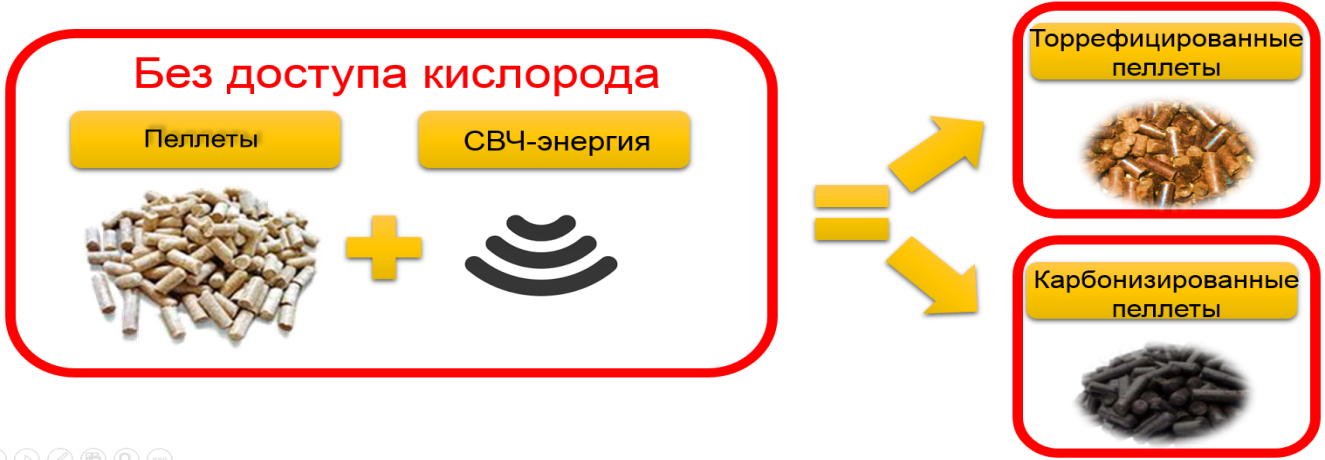 Без доступа кислорода
Пеллеты
СВЧ-энергия
Торрефицированные
пеллеты
Карбонизированные
пеллеты